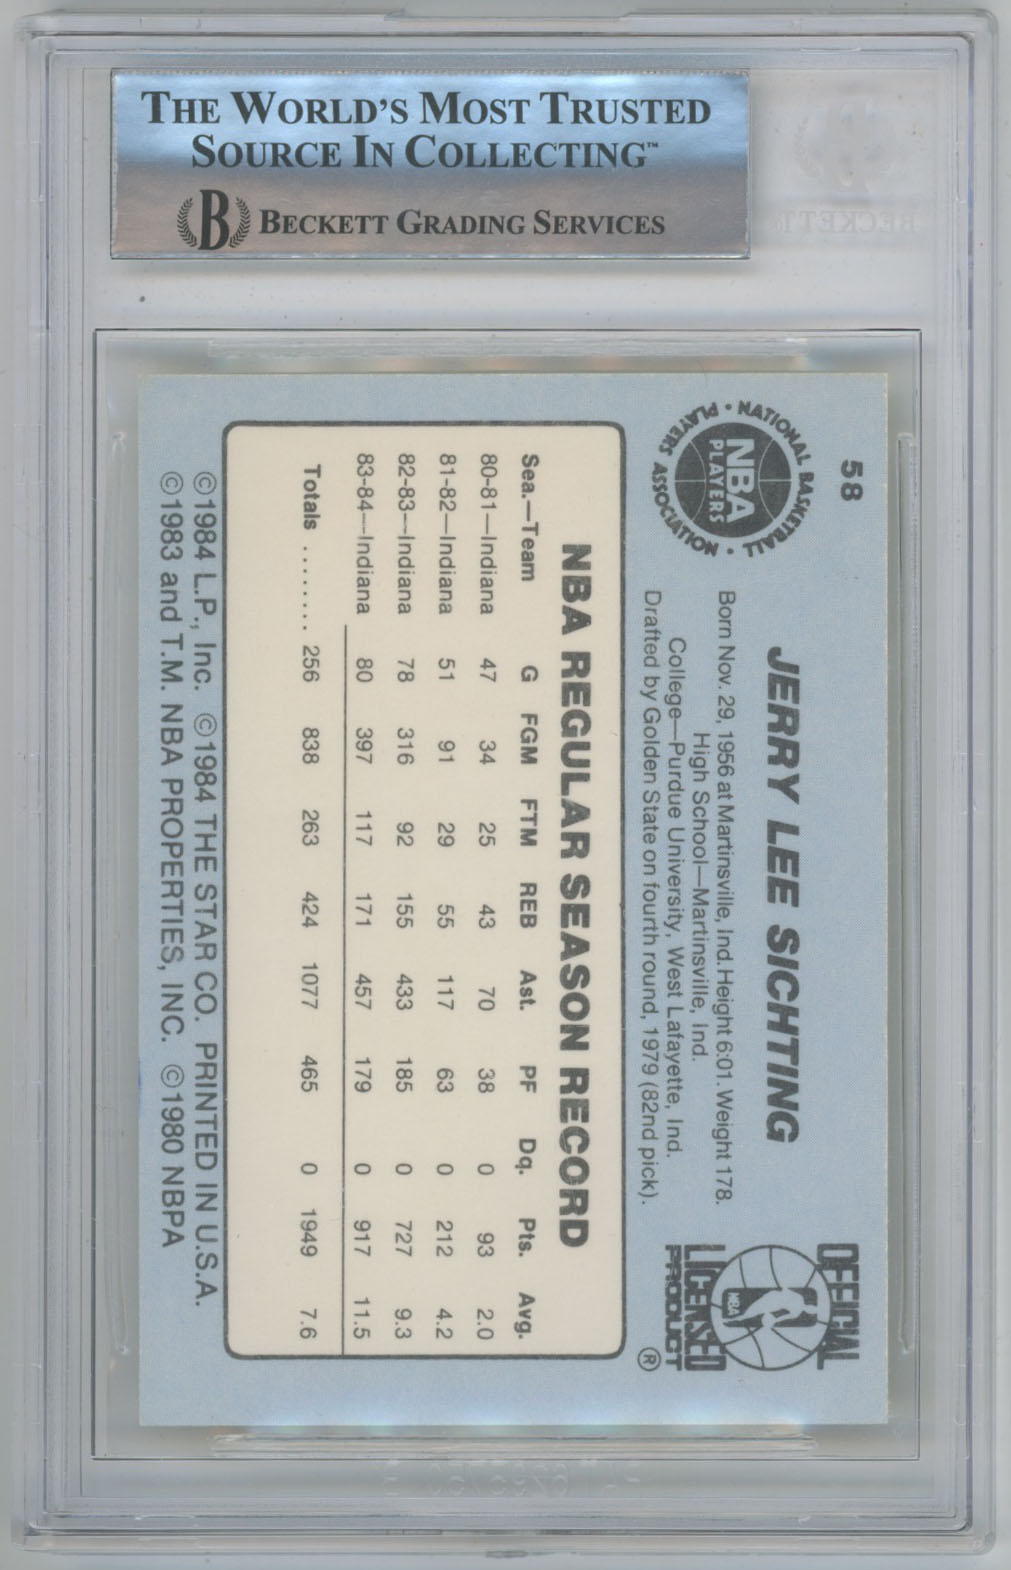 THE WORLD'S MOST TRUSTED
SOURCE IN COLLECTING™
B BECKETT GRADING SERVICES
BECKETT
58
NATIONAL BASKETBALL PLAYERS ASSOCIATION
NBA
PLAYERS
JERRY LEE SICHTING
Born Nov. 29, 1956 at Martinsville, Ind. Height 6:01. Weight 178.
High School—Martinsville, Ind.
College—Purdue University, West Lafayette, Ind.
Drafted by Golden State on fourth round, 1979 (82nd pick).
OFFICIAL
NBA
LICENSED
PRODUCT
®
NBA REGULAR SEASON RECORD
Sea.—Team G FGM FTM REB Ast. PF Dq. Pts. Avg.
80-81—Indiana 47 34 25 43 70 38 0 93 2.0
81-82—Indiana 51 91 29 55 117 63 0 212 4.2
82-83—Indiana 78 316 92 155 433 185 0 727 9.3
83-84—Indiana 80 397 117 171 457 179 0 917 11.5
Totals ........ 256 838 263 424 1077 465 0 1949 7.6
©1984 L.P., Inc. ©1984 THE STAR CO. PRINTED IN U.S.A.
©1983 and T.M. NBA PROPERTIES, INC. ©1980 NBPA